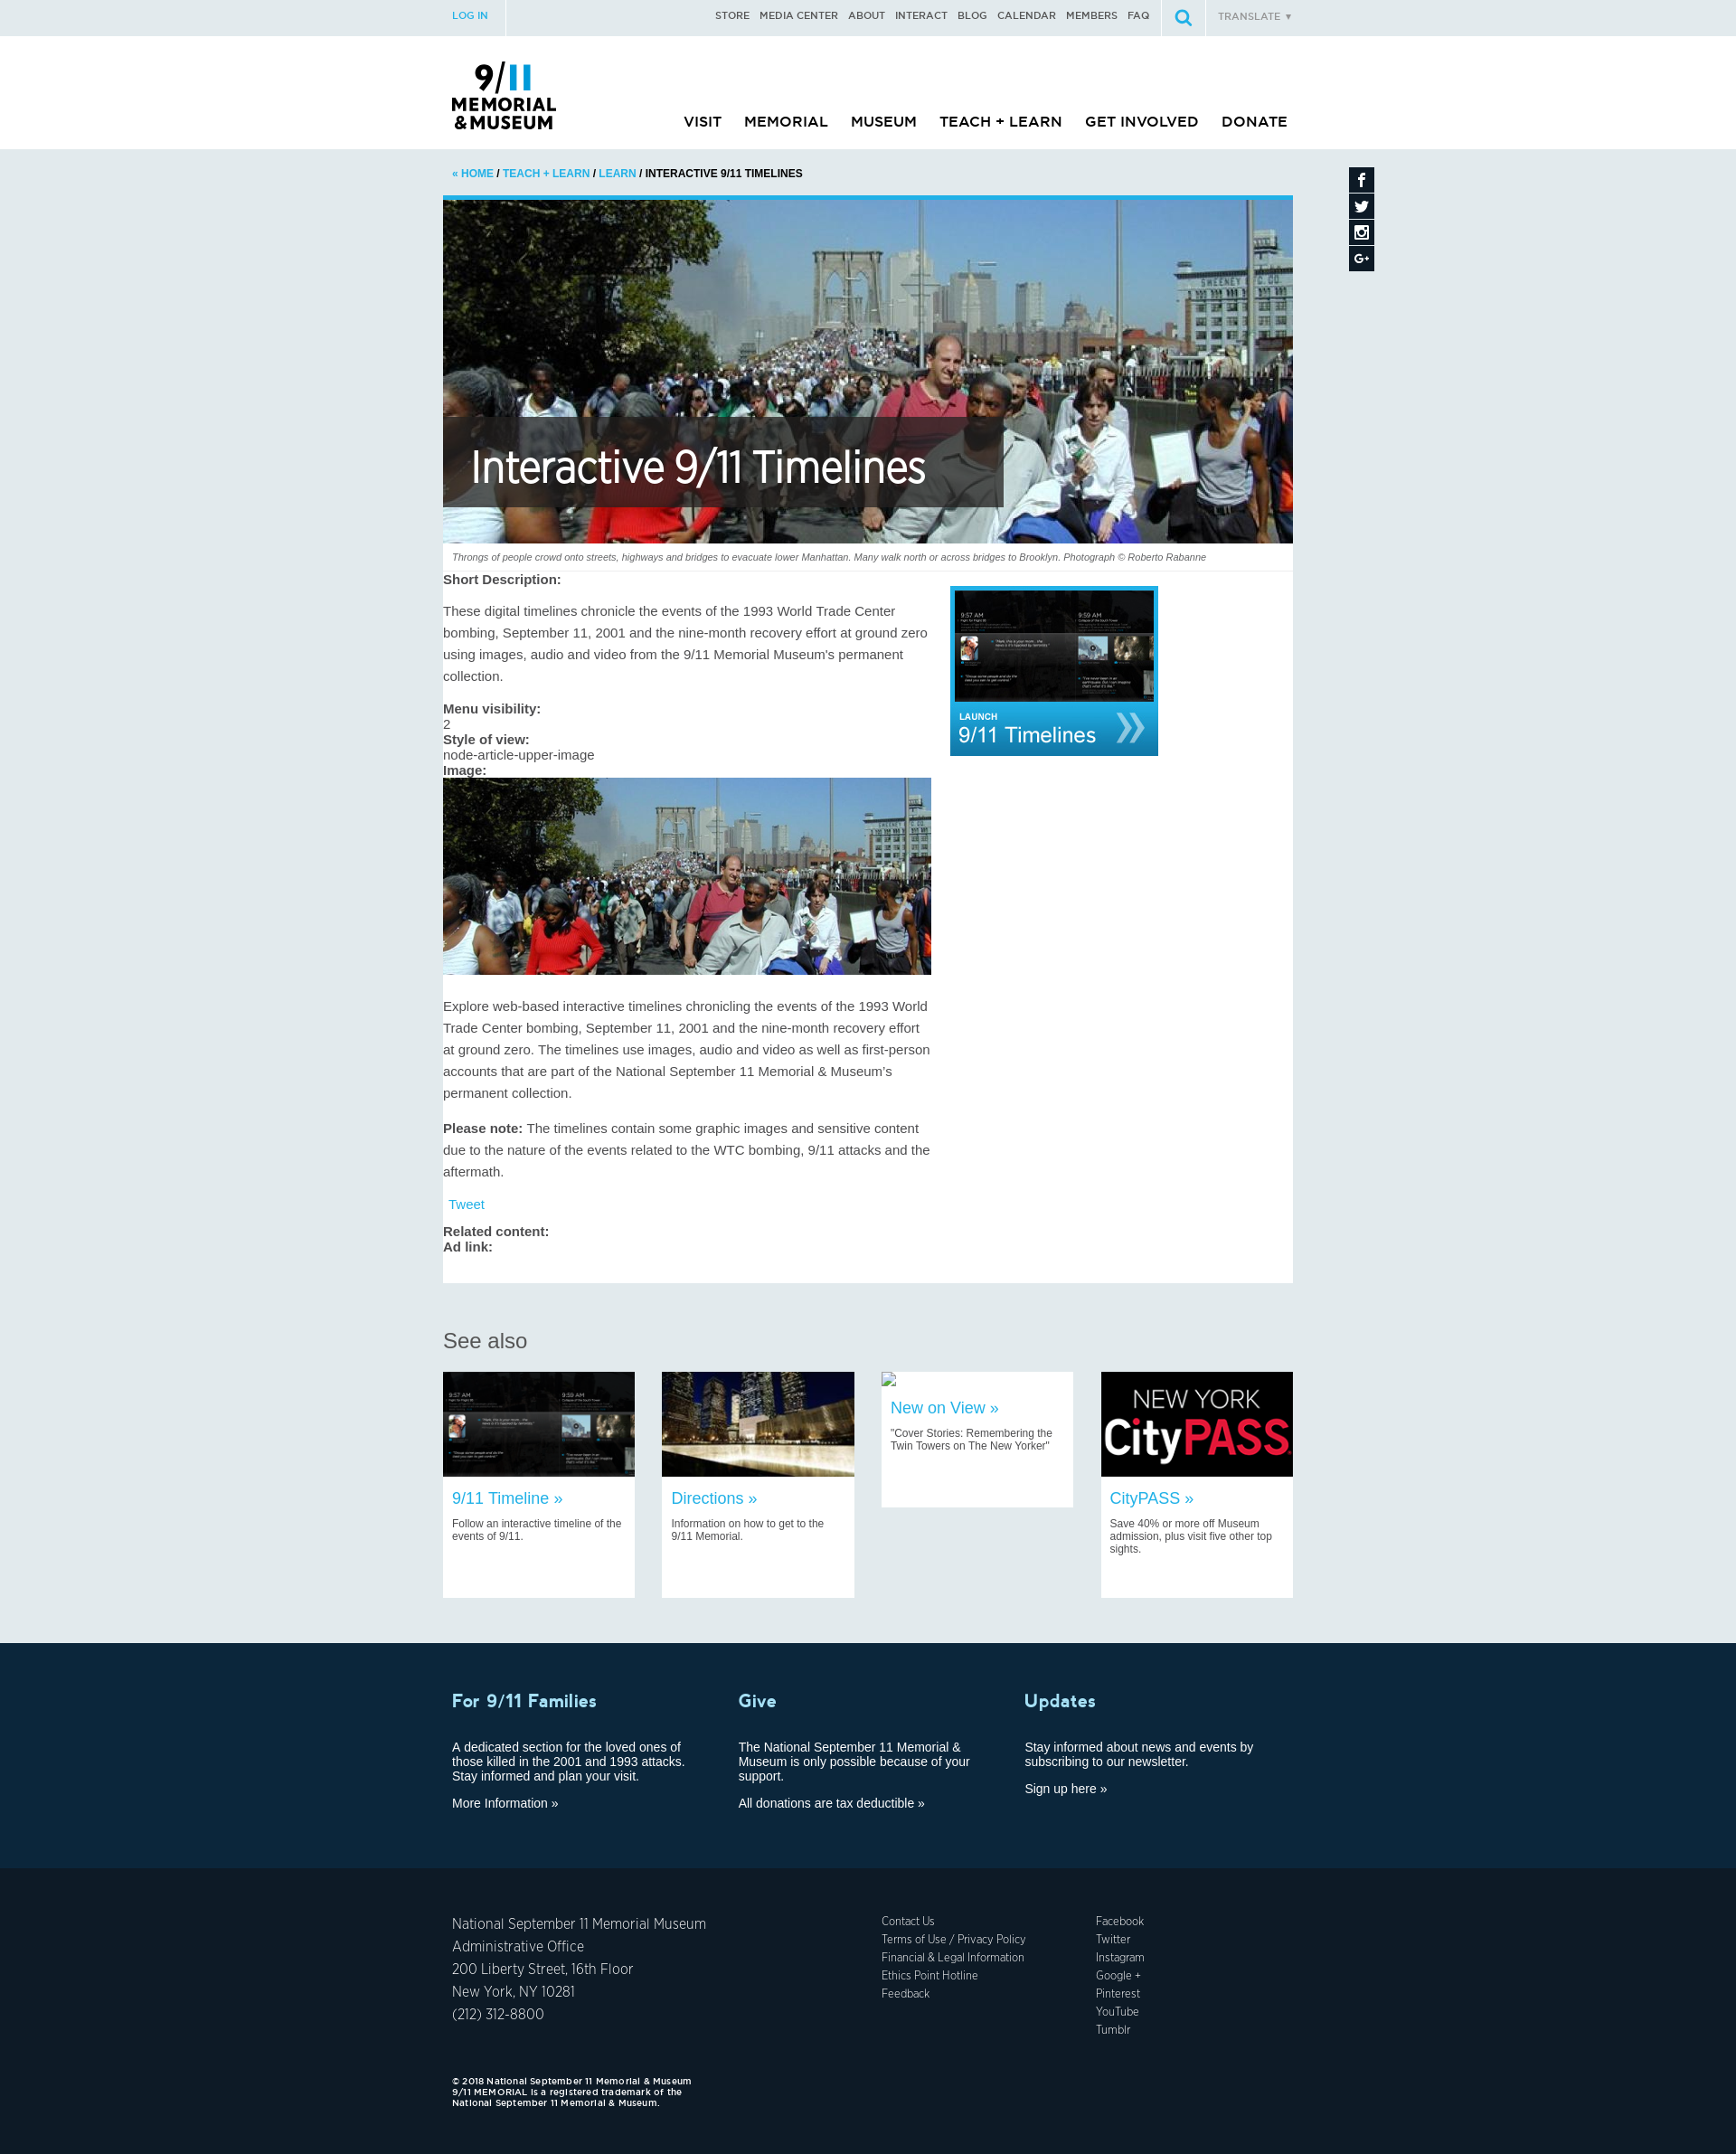 LOG IN
STORE MEDIA CENTER ABOUT INTERACT BLOG CALENDAR MEMBERS FAQ
TRANSLATE ▼
9/11
MEMORIAL
& MUSEUM
VISIT MEMORIAL MUSEUM TEACH + LEARN GET INVOLVED DONATE
« HOME / TEACH + LEARN / LEARN / INTERACTIVE 9/11 TIMELINES
Interactive 9/11 Timelines
Throngs of people crowd onto streets, highways and bridges to evacuate lower Manhattan. Many walk north or across bridges to Brooklyn. Photograph © Roberto Rabanne
Short Description:
These digital timelines chronicle the events of the 1993 World Trade Center
bombing, September 11, 2001 and the nine-month recovery effort at ground zero
using images, audio and video from the 9/11 Memorial Museum's permanent
collection.
Menu visibility:
2
Style of view:
node-article-upper-image
Image:
9:57 AM
9:59 AM
LAUNCH
9/11 Timelines
SWEENEY
Explore web-based interactive timelines chronicling the events of the 1993 World
Trade Center bombing, September 11, 2001 and the nine-month recovery effort
at ground zero. The timelines use images, audio and video as well as first-person
accounts that are part of the National September 11 Memorial & Museum's
permanent collection.
Please note: The timelines contain some graphic images and sensitive content
due to the nature of the events related to the WTC bombing, 9/11 attacks and the
aftermath.
Tweet
Related content:
Ad link:
See also
9:57 AM
9:59 AM
9/11 Timeline »
Follow an interactive timeline of the
events of 9/11.
Directions »
Information on how to get to the
9/11 Memorial.
New on View »
"Cover Stories: Remembering the
Twin Towers on The New Yorker"
NEW YORK
CityPASS
CityPASS »
Save 40% or more off Museum
admission, plus visit five other top
sights.
For 9/11 Families
A dedicated section for the loved ones of
those killed in the 2001 and 1993 attacks.
Stay informed and plan your visit.
More Information »
Give
The National September 11 Memorial &
Museum is only possible because of your
support.
All donations are tax deductible »
Updates
Stay informed about news and events by
subscribing to our newsletter.
Sign up here »
National September 11 Memorial Museum
Administrative Office
200 Liberty Street, 16th Floor
New York, NY 10281
(212) 312-8800
Contact Us
Terms of Use / Privacy Policy
Financial & Legal Information
Ethics Point Hotline
Feedback
Facebook
Twitter
Instagram
Google +
Pinterest
YouTube
Tumblr
© 2018 National September 11 Memorial & Museum
9/11 MEMORIAL is a registered trademark of the
National September 11 Memorial & Museum.